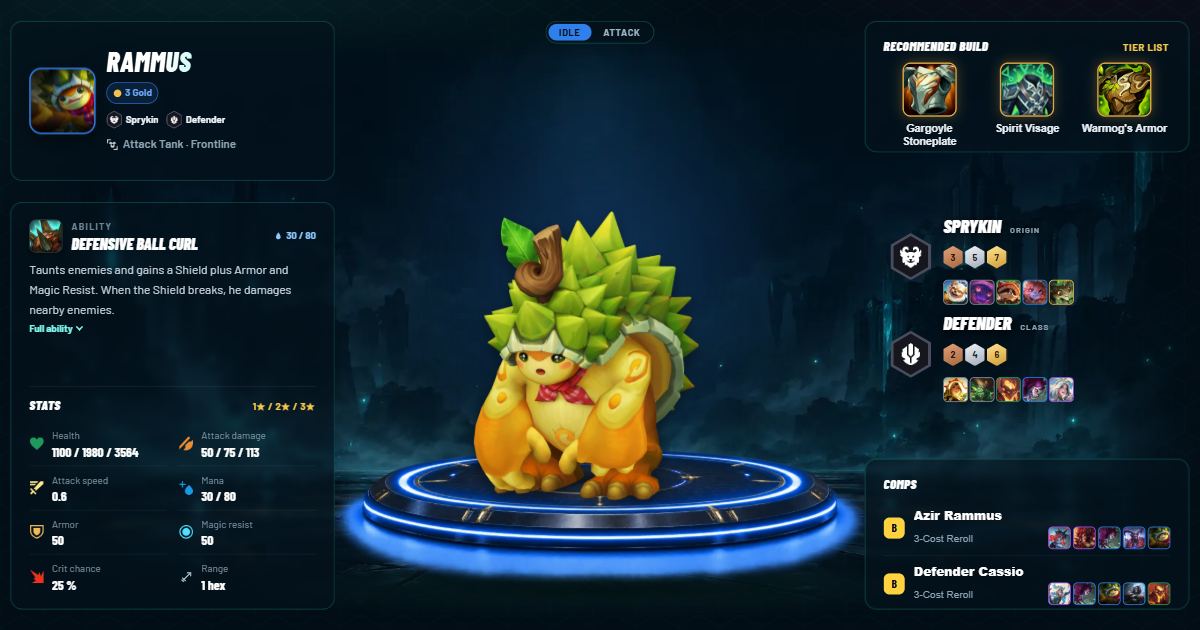 IDLE
ATTACK
RAMMUS
3 Gold
Sprykin
Defender
Attack Tank · Frontline
ABILITY
DEFENSIVE BALL CURL
30 / 80
Taunts enemies and gains a Shield plus Armor and
Magic Resist. When the Shield breaks, he damages
nearby enemies.
Full ability
STATS
1★ / 2★ / 3★
Health
1100 / 1980 / 3564
Attack damage
50 / 75 / 113
Attack speed
0.6
Mana
30 / 80
Armor
50
Magic resist
50
Crit chance
25 %
Range
1 hex
RECOMMENDED BUILD
TIER LIST
Gargoyle
Stoneplate
Spirit Visage
Warmog's Armor
SPRYKIN ORIGIN
3 5 7
DEFENDER CLASS
2 4 6
COMPS
B
Azir Rammus
3-Cost Reroll
B
Defender Cassio
3-Cost Reroll